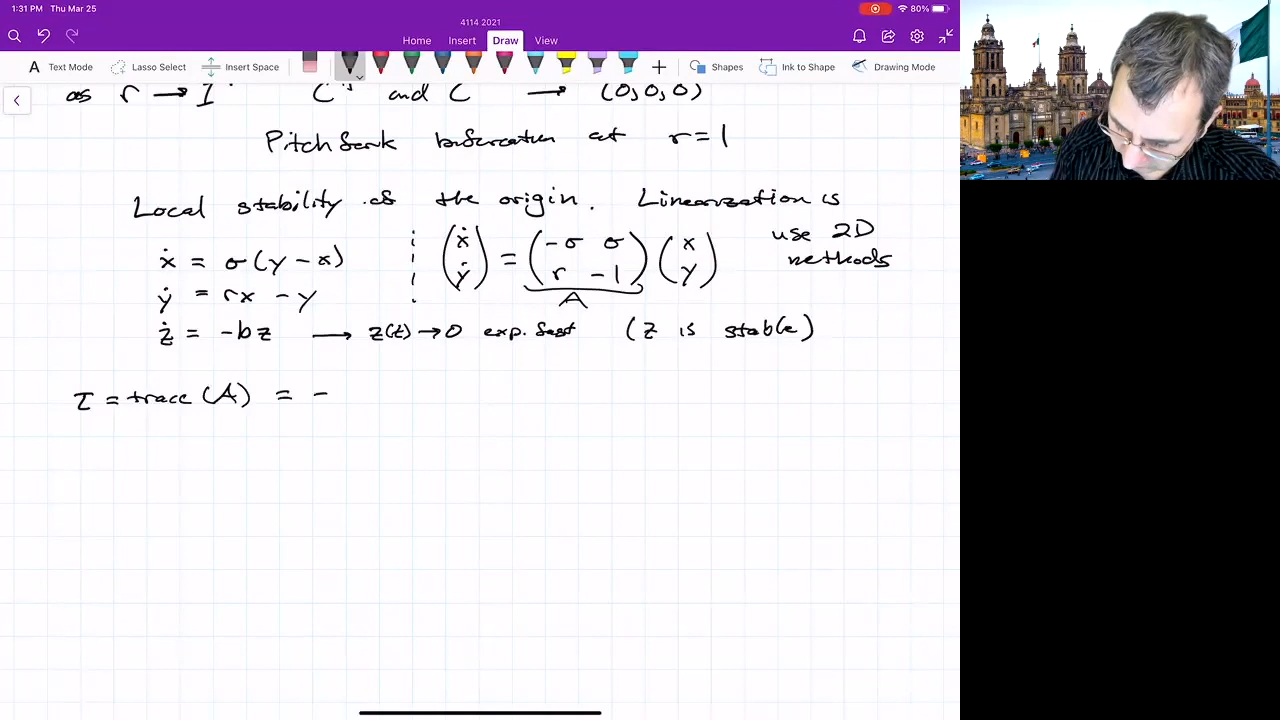 1:31 PM Thu Mar 25
80%
4114 2021
Home Insert Draw View
Text Mode Lasso Select Insert Space Shapes Ink to Shape Drawing Mode
as r → 1⁺ C⁺ and C⁻ → (0,0,0)
Pitchfork bifurcation at r = 1
Local stability of the origin. Linearization is
ẋ = σ(y − x)
ẏ = rx − y
ż = −bz → z(t) → 0 exp. fast (z is stable)
(ẋ ẏ) = (−σ σ r −1) (x y)
A
use 2D
methods
τ = trace (A) = −